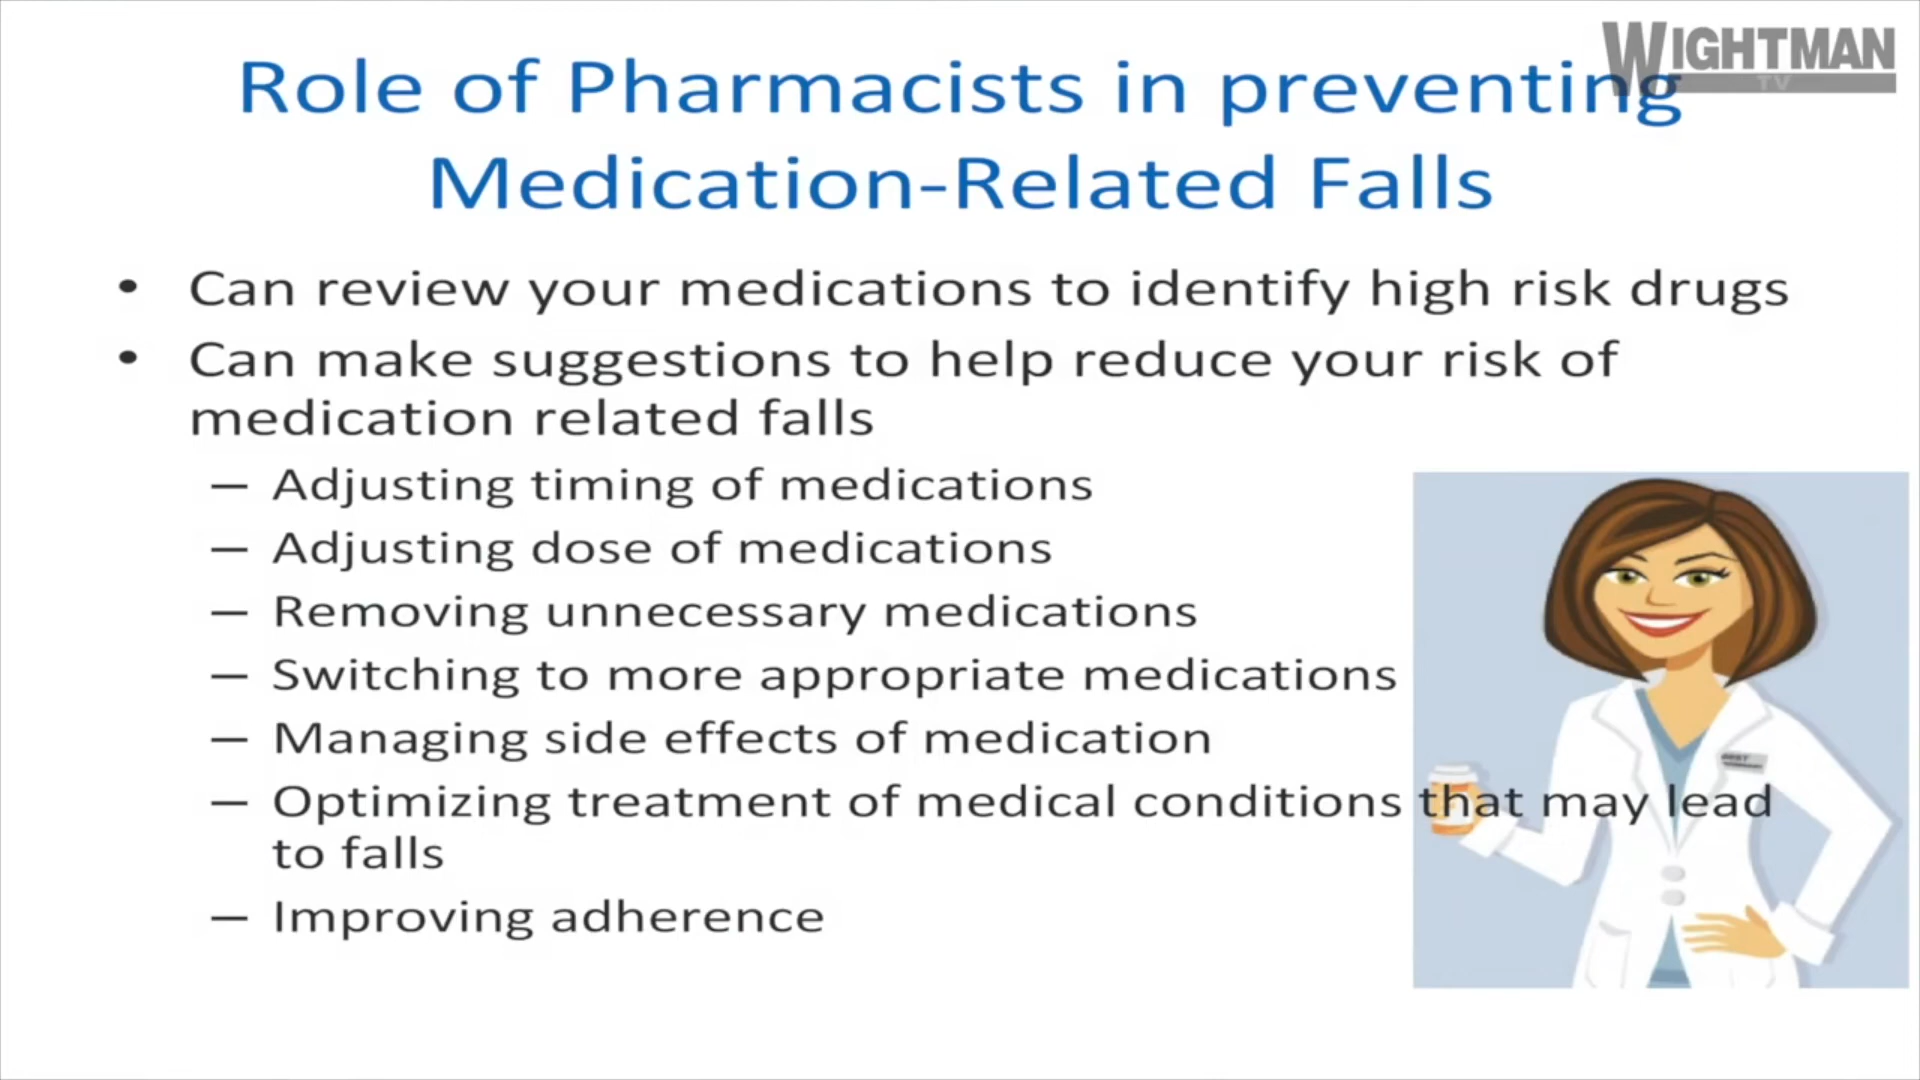 WIGHTMAN
TV
Role of Pharmacists in preventing
Medication-Related Falls
• Can review your medications to identify high risk drugs
• Can make suggestions to help reduce your risk of
medication related falls
– Adjusting timing of medications
– Adjusting dose of medications
– Removing unnecessary medications
– Switching to more appropriate medications
– Managing side effects of medication
– Optimizing treatment of medical conditions that may lead
to falls
– Improving adherence